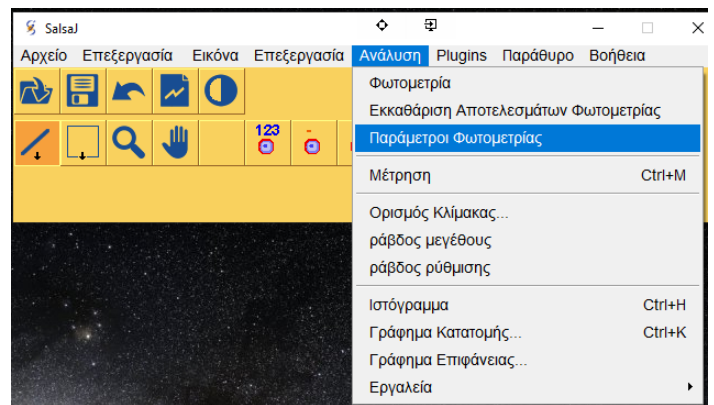 SalsaJ
Αρχείο Επεξεργασία Εικόνα Επεξεργασία Ανάλυση Plugins Παράθυρο Βοήθεια
Φωτομετρία
Εκκαθάριση Αποτελεσμάτων Φωτομετρίας
Παράμετροι Φωτομετρίας
123
Μέτρηση Ctrl+M
Ορισμός Κλίμακας...
ράβδος μεγέθους
ράβδος ρύθμισης
Ιστόγραμμα Ctrl+H
Γράφημα Κατατομής... Ctrl+K
Γράφημα Επιφάνειας...
Εργαλεία